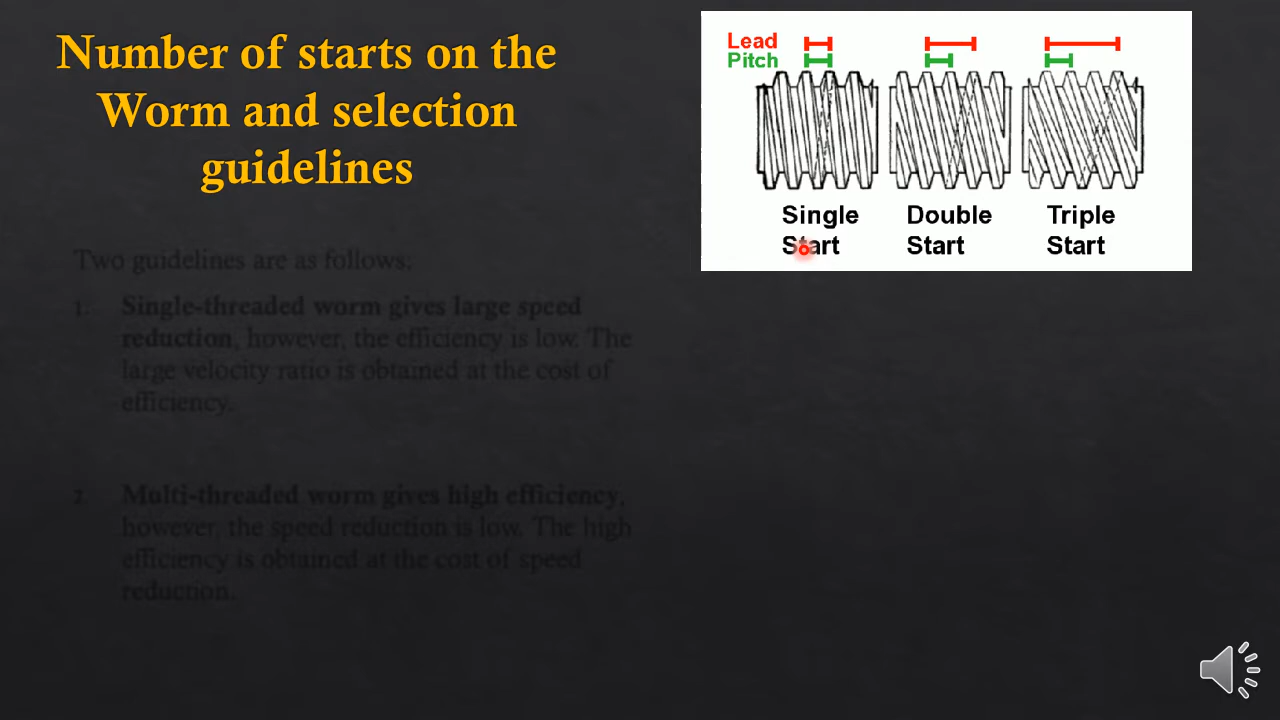 Number of starts on the
Worm and selection
guidelines
Lead
Pitch
Single
Start
Double
Start
Triple
Start
Two guidelines are as follows:
1. Single-threaded worm gives large speed
reduction, however, the efficiency is low. The
large velocity ratio is obtained at the cost of
efficiency.
2. Multi-threaded worm gives high efficiency,
however, the speed reduction is low. The high
efficiency is obtained at the cost of speed
reduction.